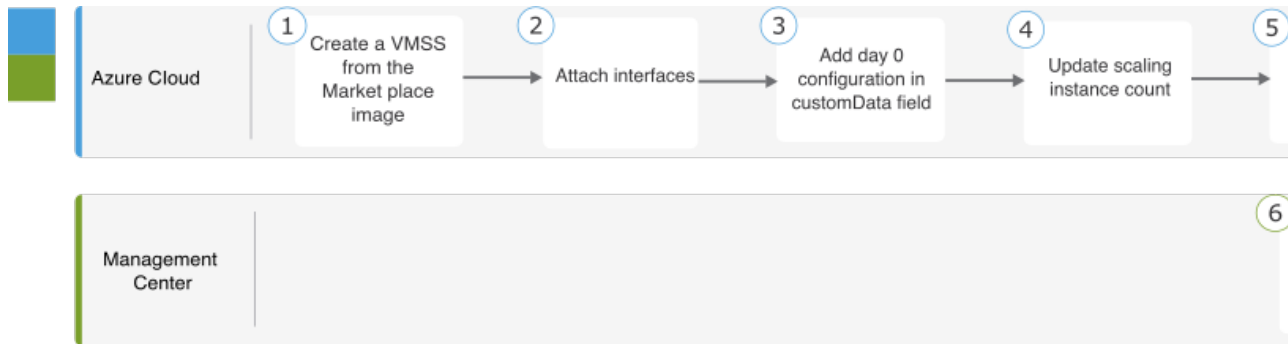 1
Create a VMSS
from the
Market place
image
2
Attach interfaces
3
Add day 0
configuration in
customData field
4
Update scaling
instance count
5
Azure Cloud
6
Management
Center